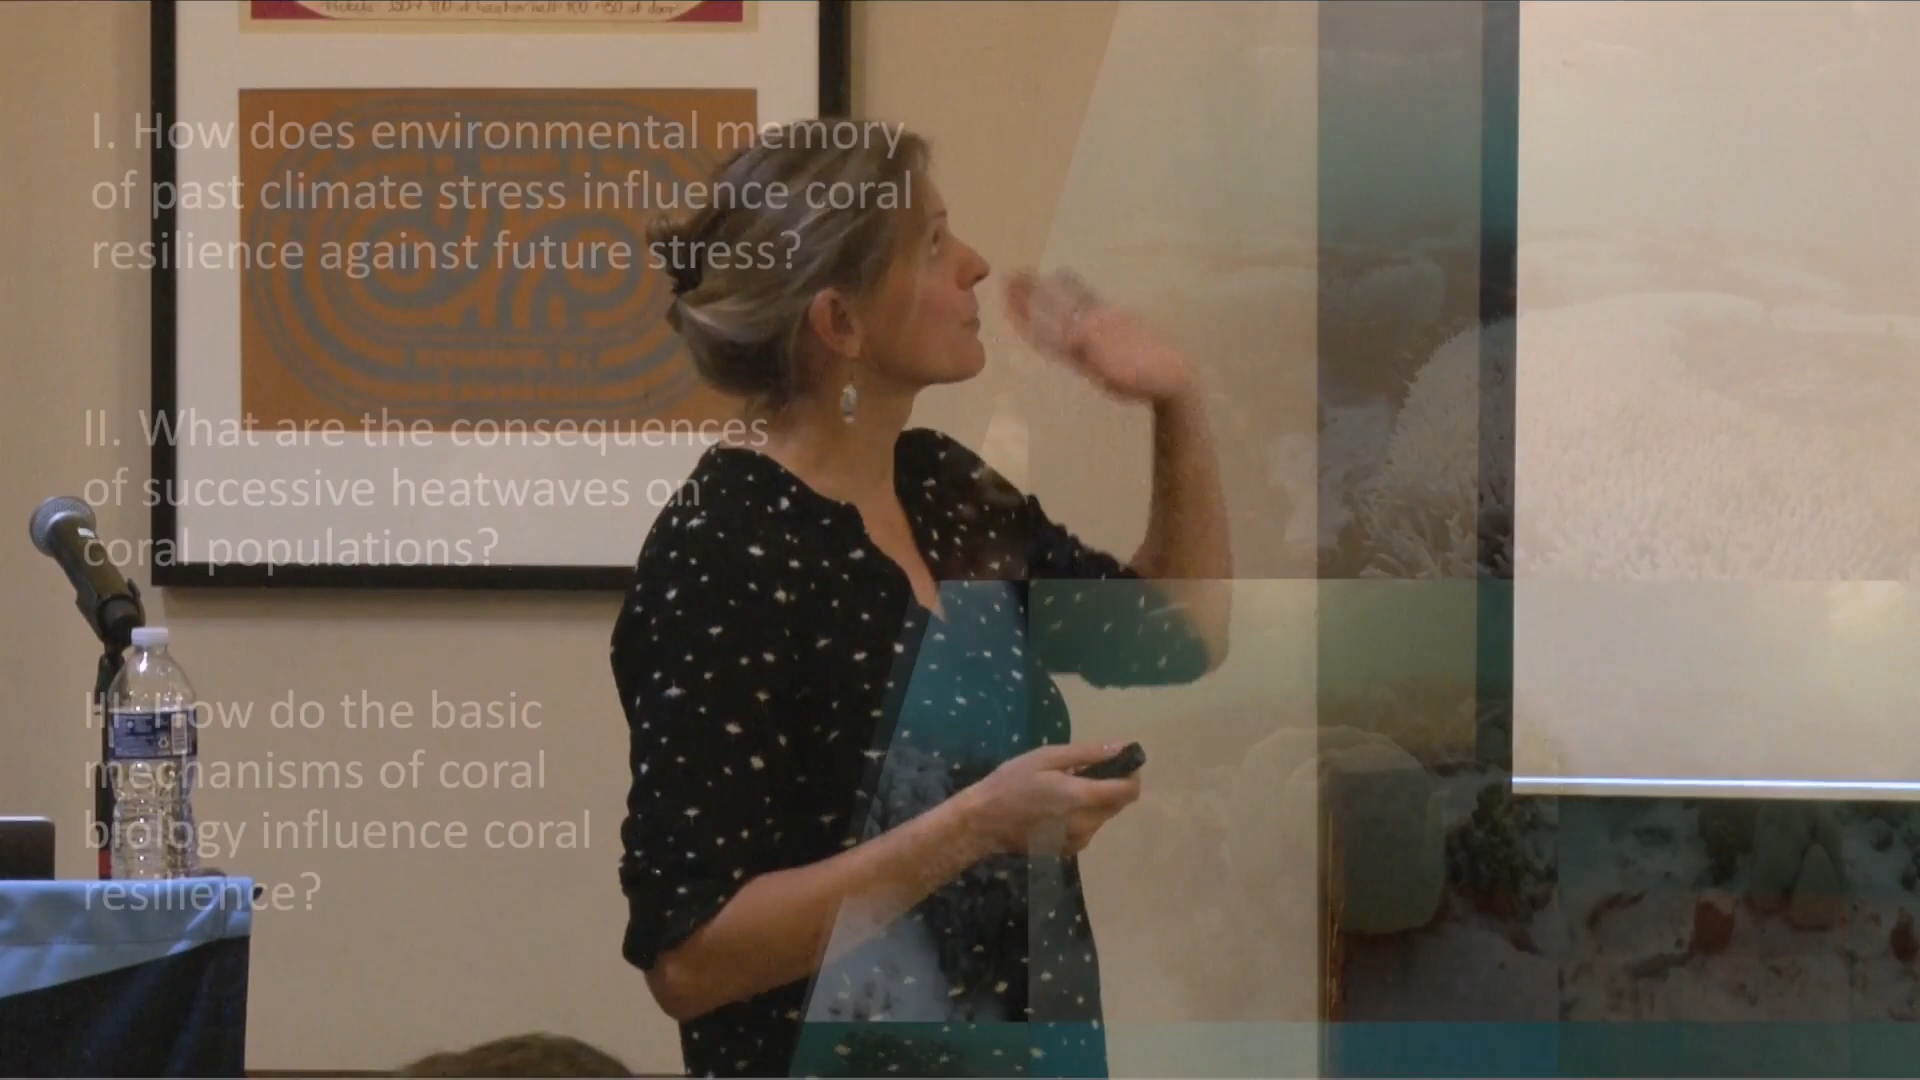 I. How does environmental memory
of past climate stress influence coral
resilience against future stress?
II. What are the consequences
of successive heatwaves on
coral populations?
III. How do the basic
mechanisms of coral
biology influence coral
resilience?